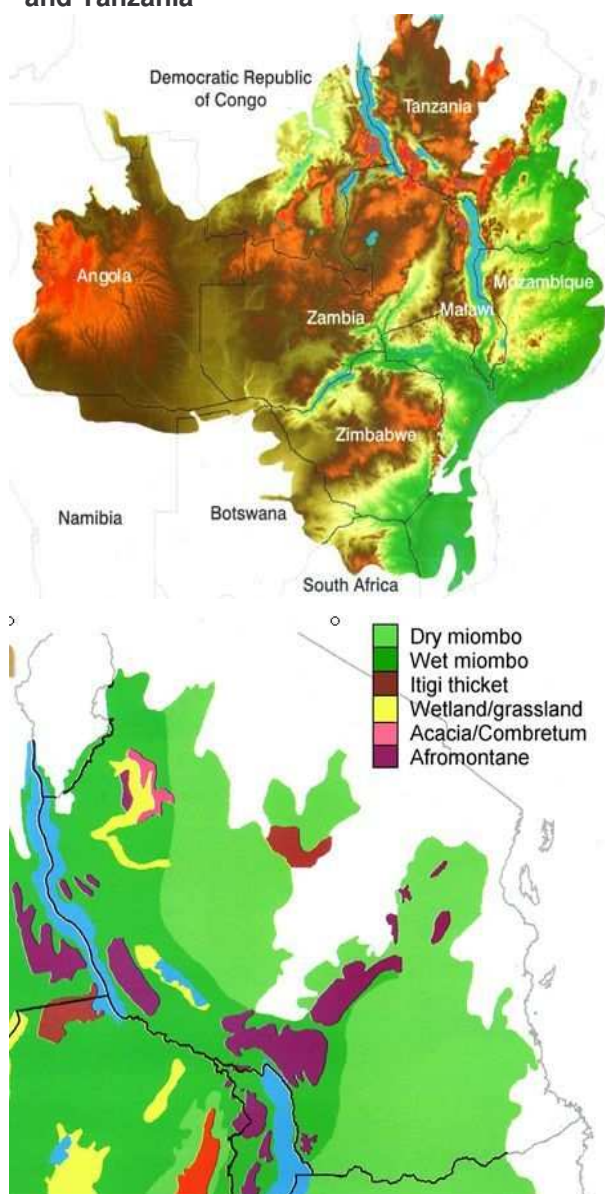 and Tanzania
Democratic Republic
of Congo
Tanzania
Angola
Mozambique
Malawi
Zambia
Zimbabwe
Namibia
Botswana
South Africa
Dry miombo
Wet miombo
Itigi thicket
Wetland/grassland
Acacia/Combretum
Afromontane